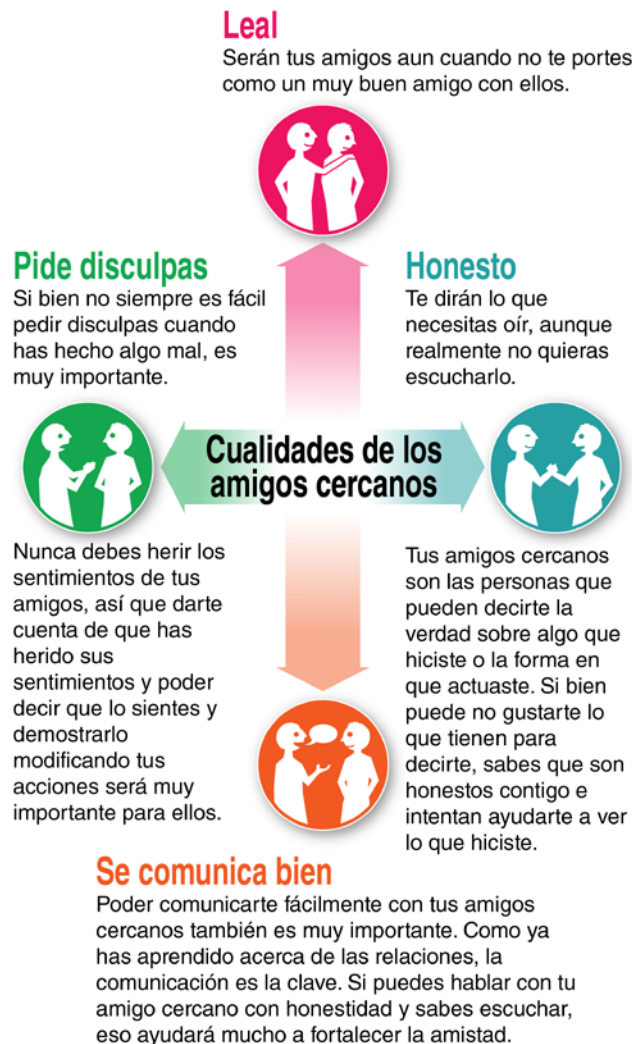 Leal
Serán tus amigos aun cuando no te portes
como un muy buen amigo con ellos.
Pide disculpas
Si bien no siempre es fácil
pedir disculpas cuando
has hecho algo mal, es
muy importante.
Honesto
Te dirán lo que
necesitas oír, aunque
realmente no quieras
escucharlo.
Cualidades de los
amigos cercanos
Nunca debes herir los
sentimientos de tus
amigos, así que darte
cuenta de que has
herido sus
sentimientos y poder
decir que lo sientes y
demostrarlo
modificando tus
acciones será muy
importante para ellos.
Tus amigos cercanos
son las personas que
pueden decirte la
verdad sobre algo que
hiciste o la forma en
que actuaste. Si bien
puede no gustarte lo
que tienen para
decirte, sabes que son
honestos contigo e
intentan ayudarte a ver
lo que hiciste.
Se comunica bien
Poder comunicarte fácilmente con tus amigos
cercanos también es muy importante. Como ya
has aprendido acerca de las relaciones, la
comunicación es la clave. Si puedes hablar con tu
amigo cercano con honestidad y sabes escuchar,
eso ayudará mucho a fortalecer la amistad.